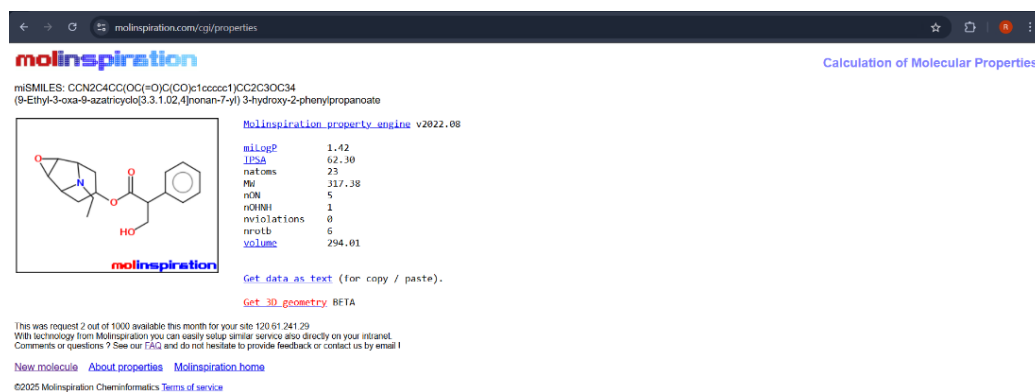 molinspiration.com/cgi/properties
R
molinspiration
Calculation of Molecular Properties
miSMILES: CCN2C4CC(OC(=O)C(CO)c1ccccc1)CC2C3OC34
(9-Ethyl-3-oxa-9-azatricyclo[3.3.1.02,4]nonan-7-yl) 3-hydroxy-2-phenylpropanoate
O
N
O
O
HO
molinspiration
Molinspiration property engine v2022.08
miLogP 1.42
TPSA 62.30
natoms 23
MW 317.38
nON 5
nOHNH 1
nviolations 0
nrotb 6
volume 294.01
Get data as text (for copy / paste).
Get 3D geometry BETA
This was request 2 out of 1000 available this month for your site 120.61.241.29
With technology from Molinspiration you can easily setup similar service also directly on your intranet.
Comments or questions ? See our FAQ and do not hesitate to provide feedback or contact us by email !
New molecule About properties Molinspiration home
©2025 Molinspiration Cheminformatics Terms of service